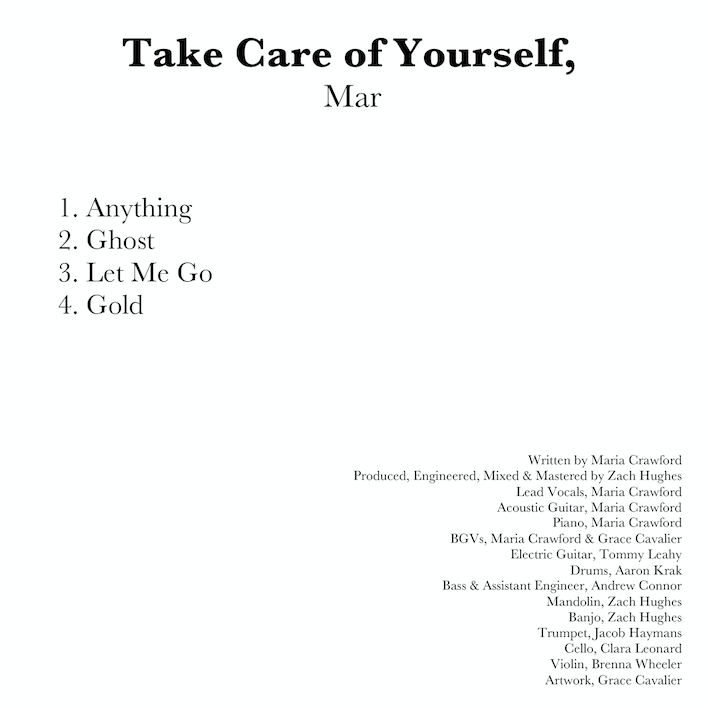 Take Care of Yourself,
Mar
1. Anything
2. Ghost
3. Let Me Go
4. Gold
Written by Maria Crawford
Produced, Engineered, Mixed & Mastered by Zach Hughes
Lead Vocals, Maria Crawford
Acoustic Guitar, Maria Crawford
Piano, Maria Crawford
BGVs, Maria Crawford & Grace Cavalier
Electric Guitar, Tommy Leahy
Drums, Aaron Krak
Bass & Assistant Engineer, Andrew Connor
Mandolin, Zach Hughes
Banjo, Zach Hughes
Trumpet, Jacob Haymans
Cello, Clara Leonard
Violin, Brenna Wheeler
Artwork, Grace Cavalier